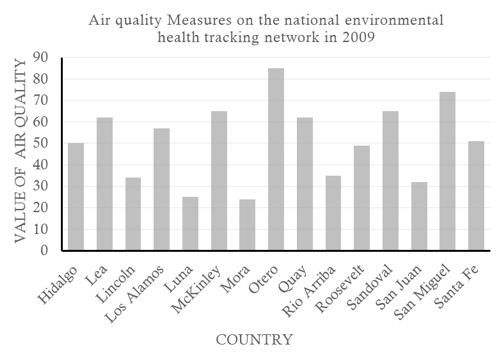 Air quality Measures on the national environmental
health tracking network in 2009
VALUE OF AIR QUALITY
90
80
70
60
50
40
30
20
10
0
Hidalgo
Lea
Lincoln
Los Alamos
Luna
McKinley
Mora
Otero
Quay
Rio Arriba
Roosevelt
Sandoval
San Juan
San Miguel
Santa Fe
COUNTRY